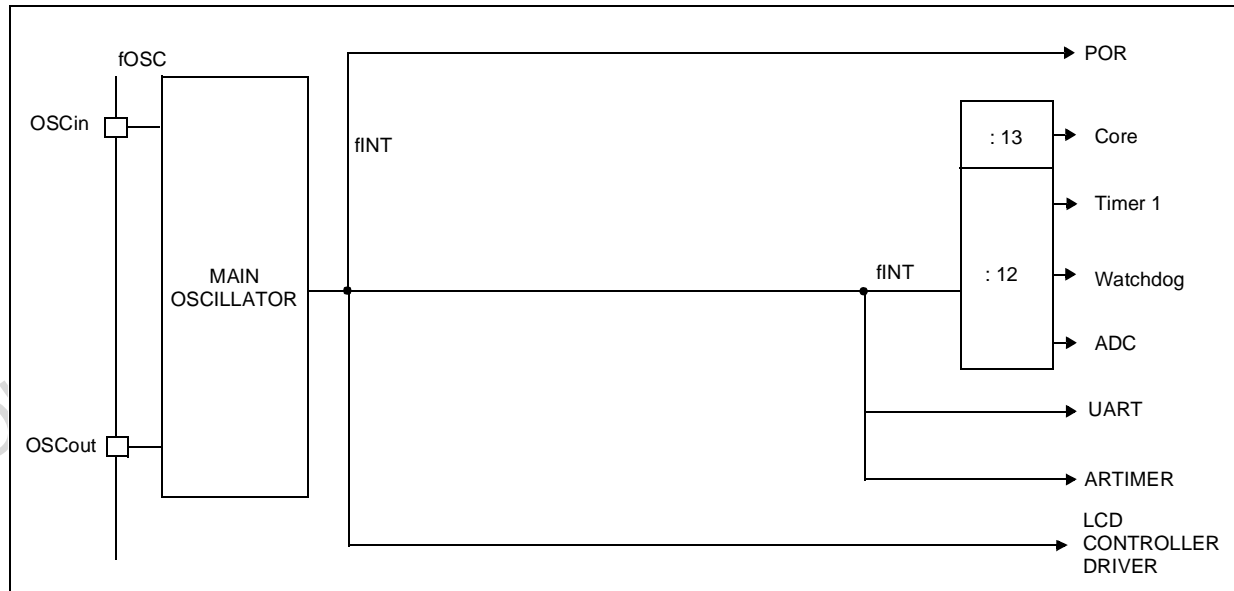 fOSC
POR
OSCin
fINT
: 13
Core
Timer 1
MAIN
OSCILLATOR
fINT
: 12
Watchdog
ADC
UART
OSCout
ARTIMER
LCD
CONTROLLER
DRIVER